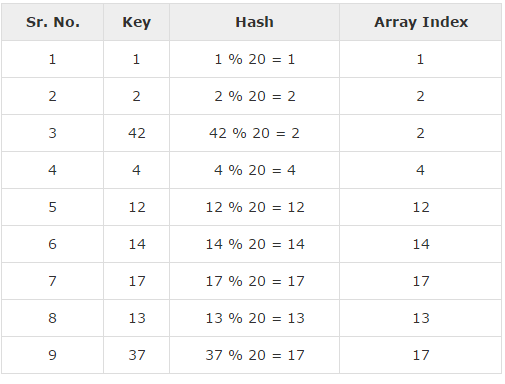 Sr. No. Key Hash Array Index
1 1 1 % 20 = 1 1
2 2 2 % 20 = 2 2
3 42 42 % 20 = 2 2
4 4 4 % 20 = 4 4
5 12 12 % 20 = 12 12
6 14 14 % 20 = 14 14
7 17 17 % 20 = 17 17
8 13 13 % 20 = 13 13
9 37 37 % 20 = 17 17